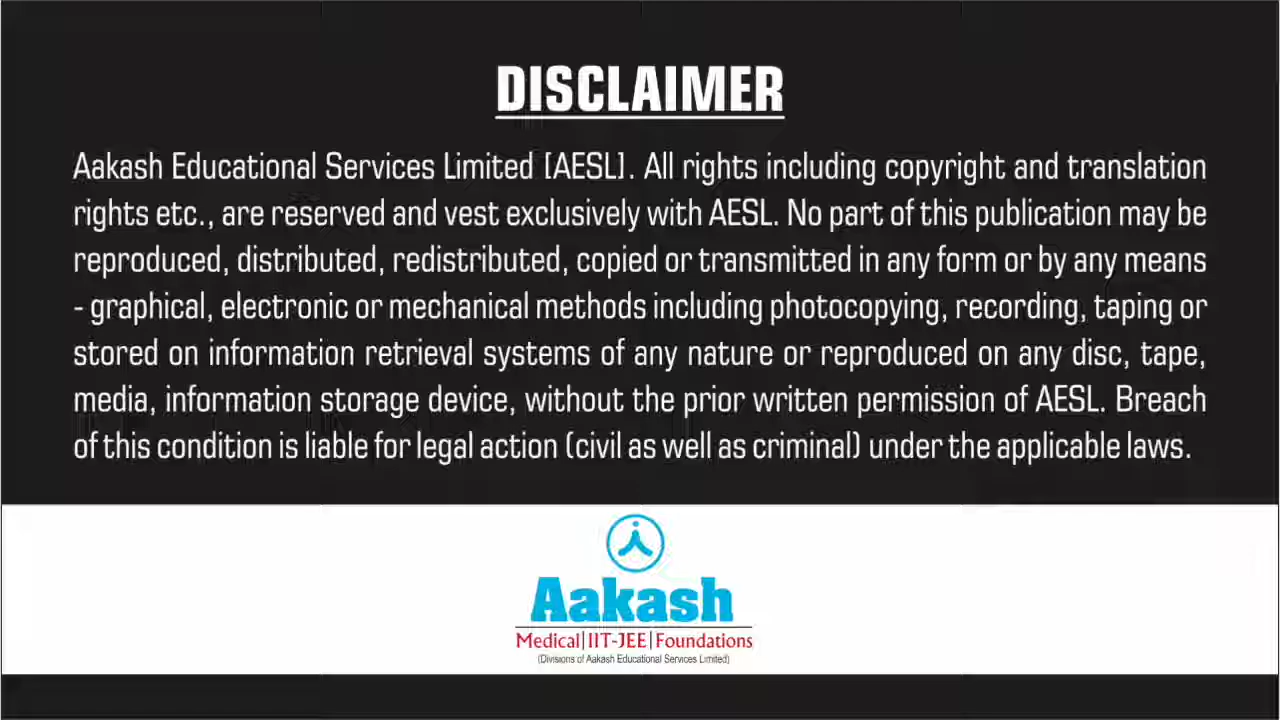 DISCLAIMER
Aakash Educational Services Limited [AESL]. All rights including copyright and translation
rights etc., are reserved and vest exclusively with AESL. No part of this publication may be
reproduced, distributed, redistributed, copied or transmitted in any form or by any means
- graphical, electronic or mechanical methods including photocopying, recording, taping or
stored on information retrieval systems of any nature or reproduced on any disc, tape,
media, information storage device, without the prior written permission of AESL. Breach
of this condition is liable for legal action (civil as well as criminal) under the applicable laws.
Aakash
Medical|IIT-JEE|Foundations
(Divisions of Aakash Educational Services Limited)